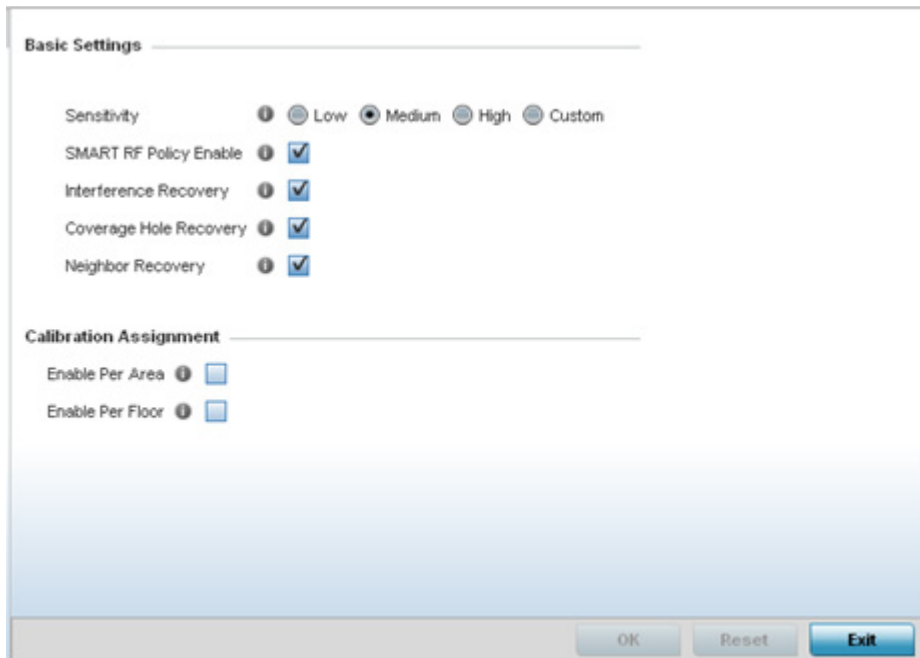 Basic Settings
Sensitivity Low Medium High Custom
SMART RF Policy Enable
Interference Recovery
Coverage Hole Recovery
Neighbor Recovery
Calibration Assignment
Enable Per Area
Enable Per Floor
OK Reset Exit